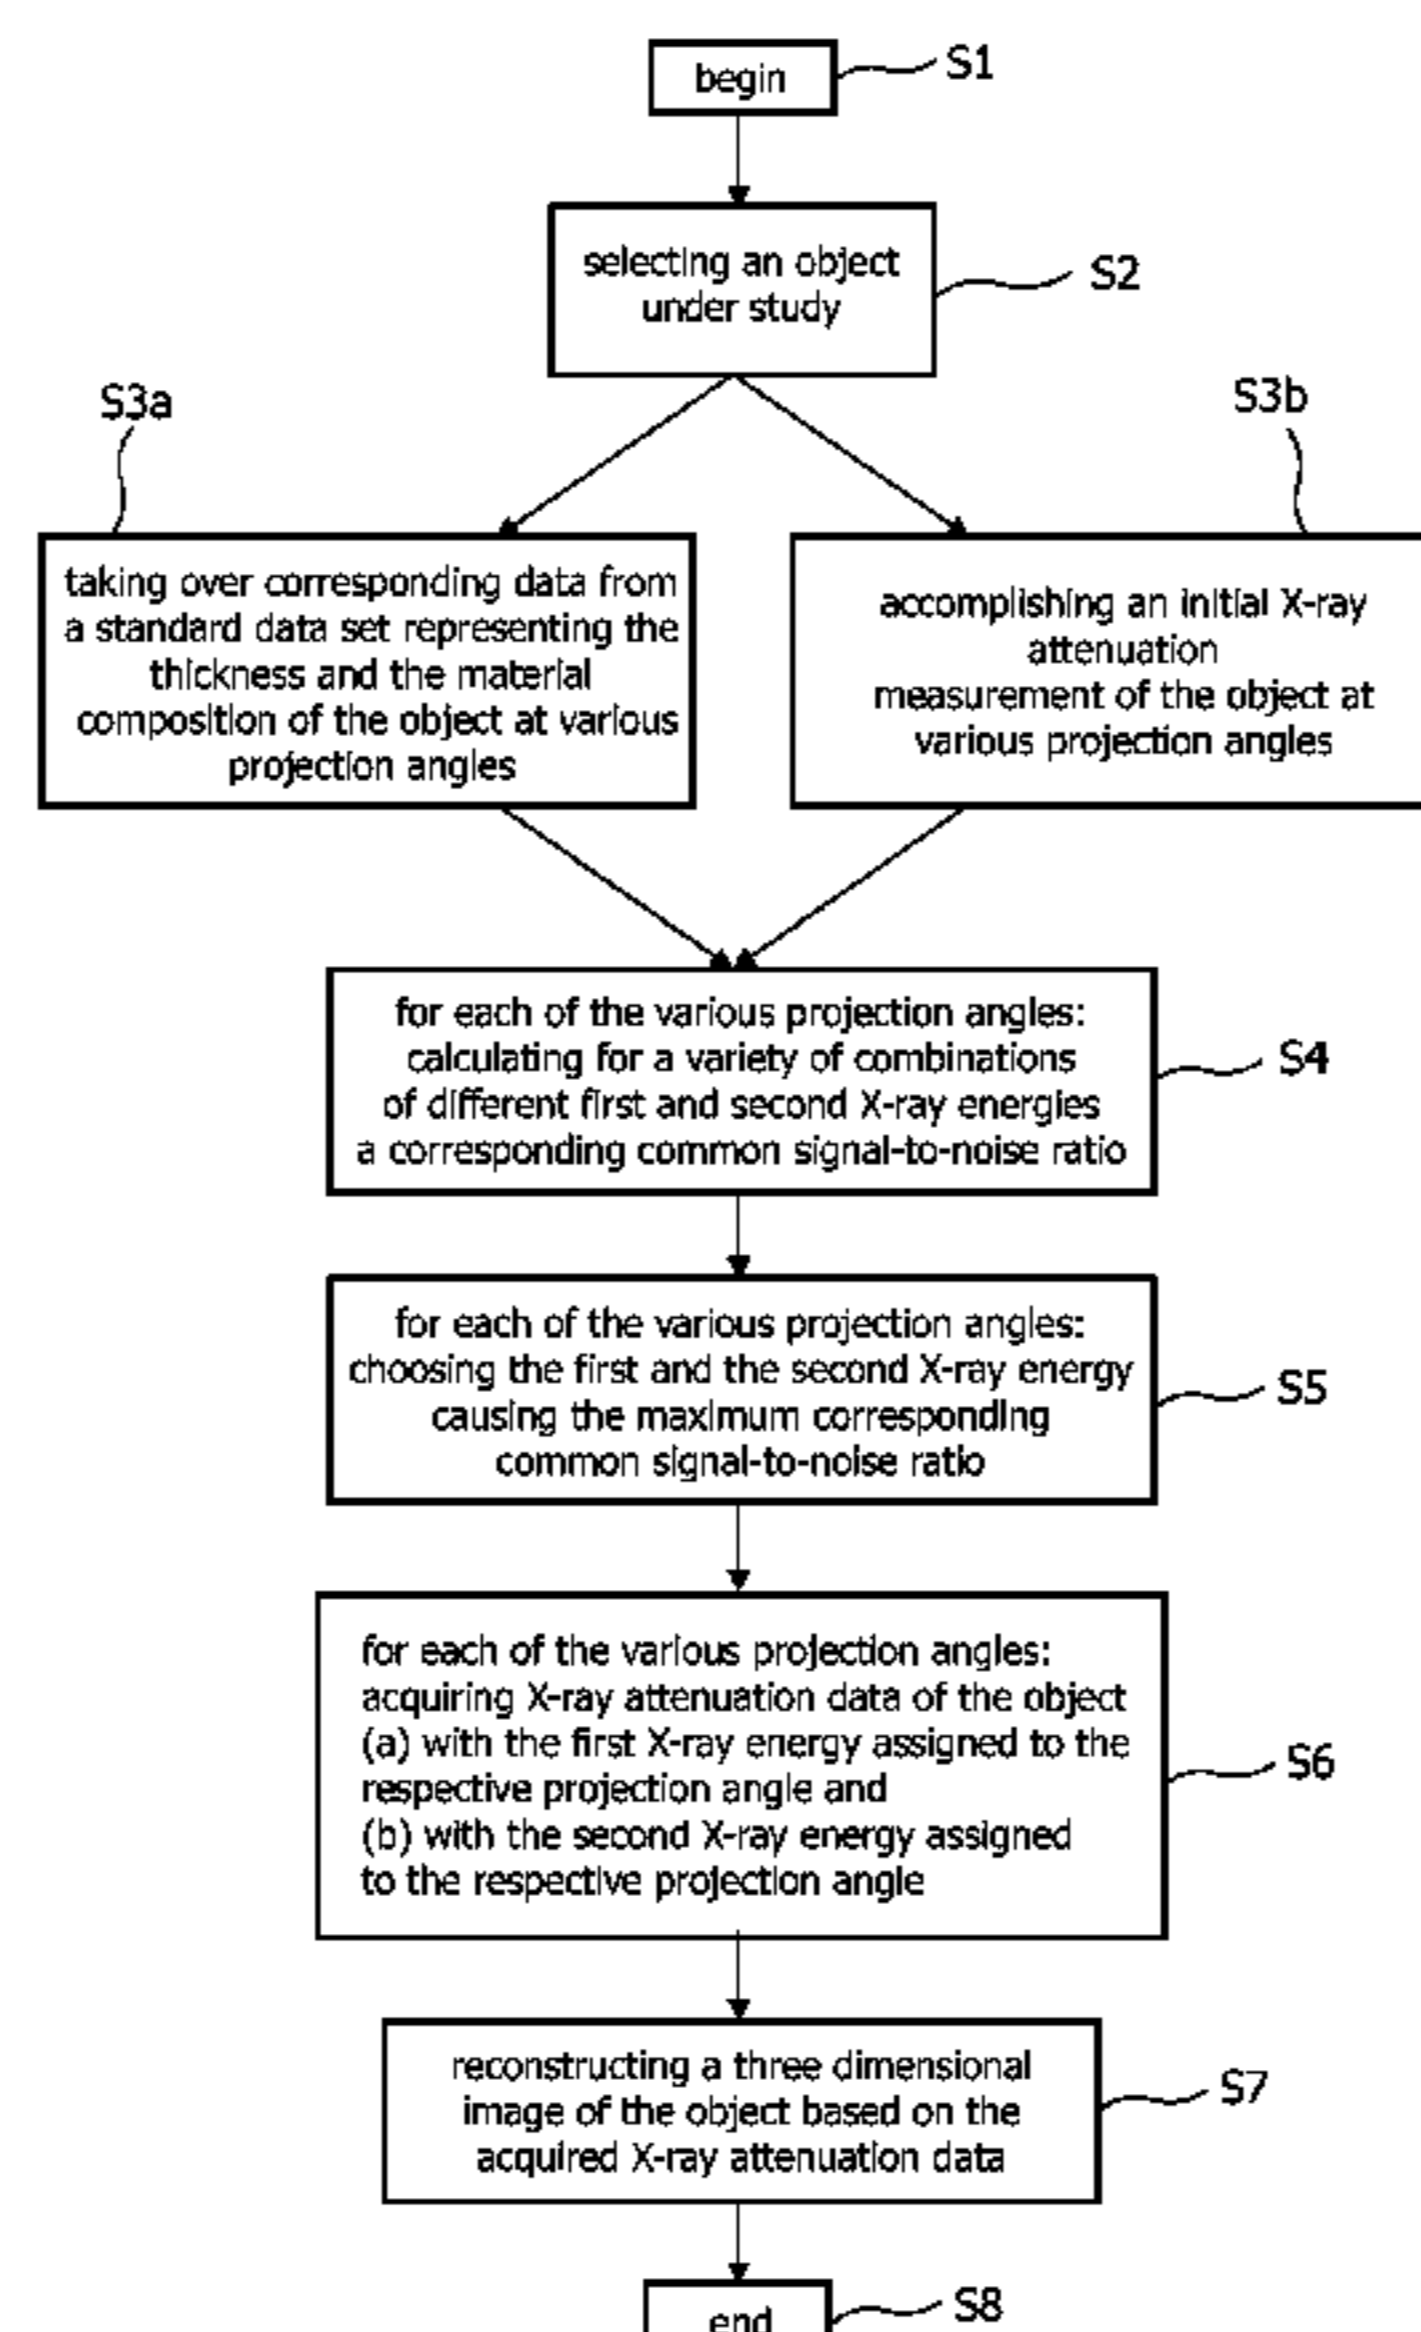 begin
S1
selecting an object
under study
S2
S3a
S3b
taking over corresponding data from
a standard data set representing the
thickness and the material
composition of the object at various
projection angles
accomplishing an initial X-ray
attenuation
measurement of the object at
various projection angles
for each of the various projection angles:
calculating for a variety of combinations
of different first and second X-ray energies
a corresponding common signal-to-noise ratio
S4
for each of the various projection angles:
choosing the first and the second X-ray energy
causing the maximum corresponding
common signal-to-noise ratio
S5
for each of the various projection angles:
acquiring X-ray attenuation data of the object
(a) with the first X-ray energy assigned to the
respective projection angle and
(b) with the second X-ray energy assigned
to the respective projection angle
S6
reconstructing a three dimensional
image of the object based on the
acquired X-ray attenuation data
S7
end
S8